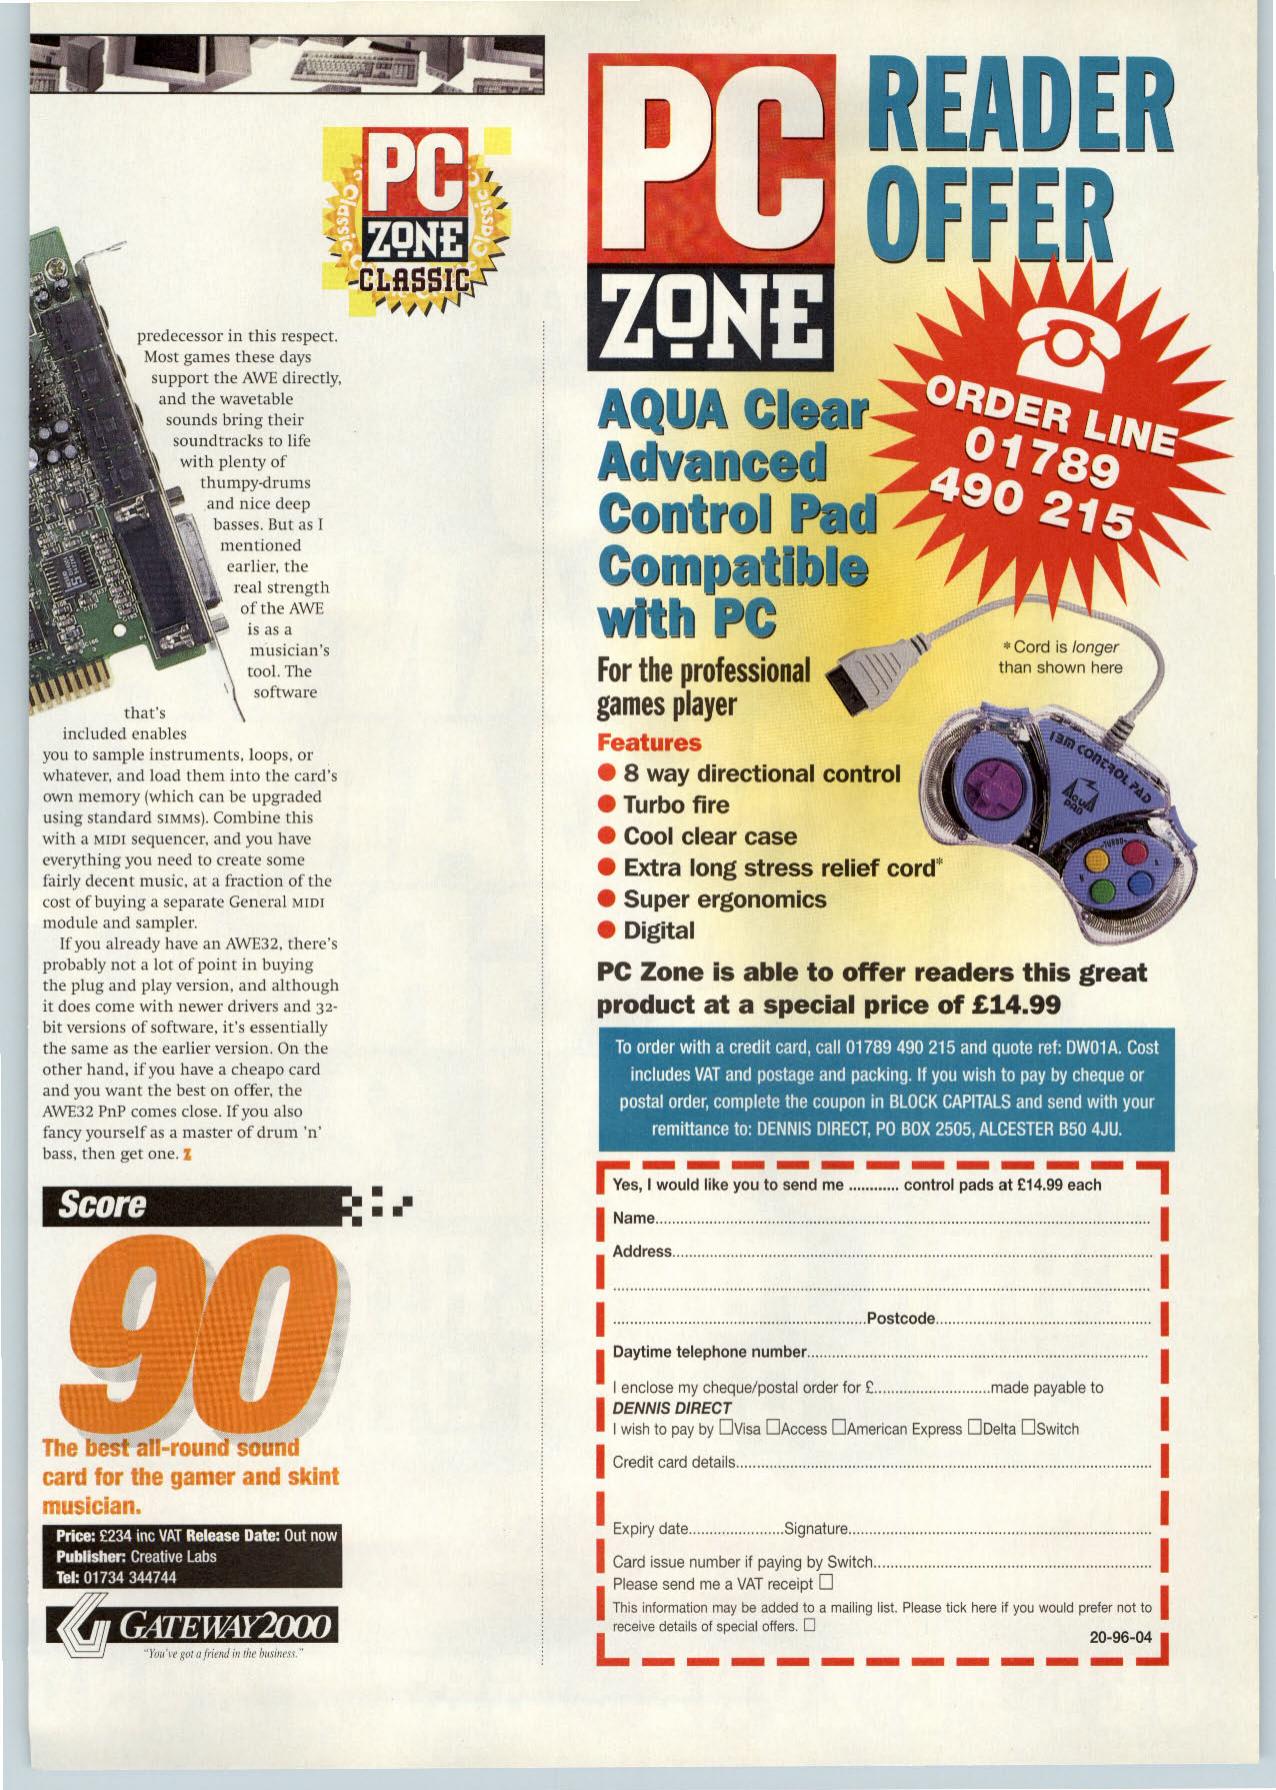 PC
ZONE
CLASSIC
predecessor in this respect.
Most games these days
support the AWE directly,
and the wavetable
sounds bring their
soundtracks to life
with plenty of
thumpy-drums
and nice deep
basses. But as I
mentioned
earlier, the
real strength
of the AWE
is as a
musician's
tool. The
software
that's
included enables
you to sample instruments, loops, or
whatever, and load them into the card's
own memory (which can be upgraded
using standard SIMMs). Combine this
with a MIDI sequencer, and you have
everything you need to create some
fairly decent music, at a fraction of the
cost of buying a separate General MIDI
module and sampler.
If you already have an AWE32, there's
probably not a lot of point in buying
the plug and play version, and although
it does come with newer drivers and 32-
bit versions of software, it's essentially
the same as the earlier version. On the
other hand, if you have a cheapo card
and you want the best on offer, the
AWE32 PnP comes close. If you also
fancy yourself as a master of drum 'n'
bass, then get one. Z
Score
90
The best all-round sound
card for the gamer and skint
musician.
Price: £234 inc VAT Release Date: Out now
Publisher: Creative Labs
Tel: 01734 344744
GATEWAY2000
"You've got a friend in the business."
PC
ZONE
READER
OFFER
ORDER LINE
01789
490 215
AQUA Clear
Advanced
Control Pad
Compatible
with PC
For the professional
games player
* Cord is longer
than shown here
IBM CONTROL PAD
AQUA
PAD
TURBO
Features
● 8 way directional control
● Turbo fire
● Cool clear case
● Extra long stress relief cord*
● Super ergonomics
● Digital
PC Zone is able to offer readers this great
product at a special price of £14.99
To order with a credit card, call 01789 490 215 and quote ref: DW01A. Cost
includes VAT and postage and packing. If you wish to pay by cheque or
postal order, complete the coupon in BLOCK CAPITALS and send with your
remittance to: DENNIS DIRECT, PO BOX 2505, ALCESTER B50 4JU.
Yes, I would like you to send me ............ control pads at £14.99 each
Name
Address
Postcode
Daytime telephone number
I enclose my cheque/postal order for £............................made payable to
DENNIS DIRECT
I wish to pay by ☐Visa ☐Access ☐American Express ☐Delta ☐Switch
Credit card details
Expiry date......................Signature
Card issue number if paying by Switch
Please send me a VAT receipt ☐
This information may be added to a mailing list. Please tick here if you would prefer not to
receive details of special offers. ☐
20-96-04